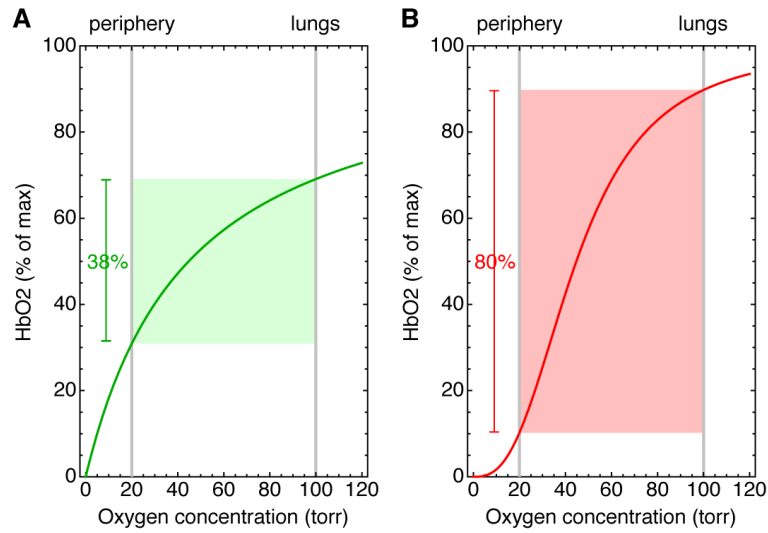 A
periphery
lungs
100
80
60
40
20
0
HbO2 (% of max)
38%
0 20 40 60 80 100 120
Oxygen concentration (torr)
B
periphery
lungs
100
80
60
40
20
0
HbO2 (% of max)
80%
0 20 40 60 80 100 120
Oxygen concentration (torr)